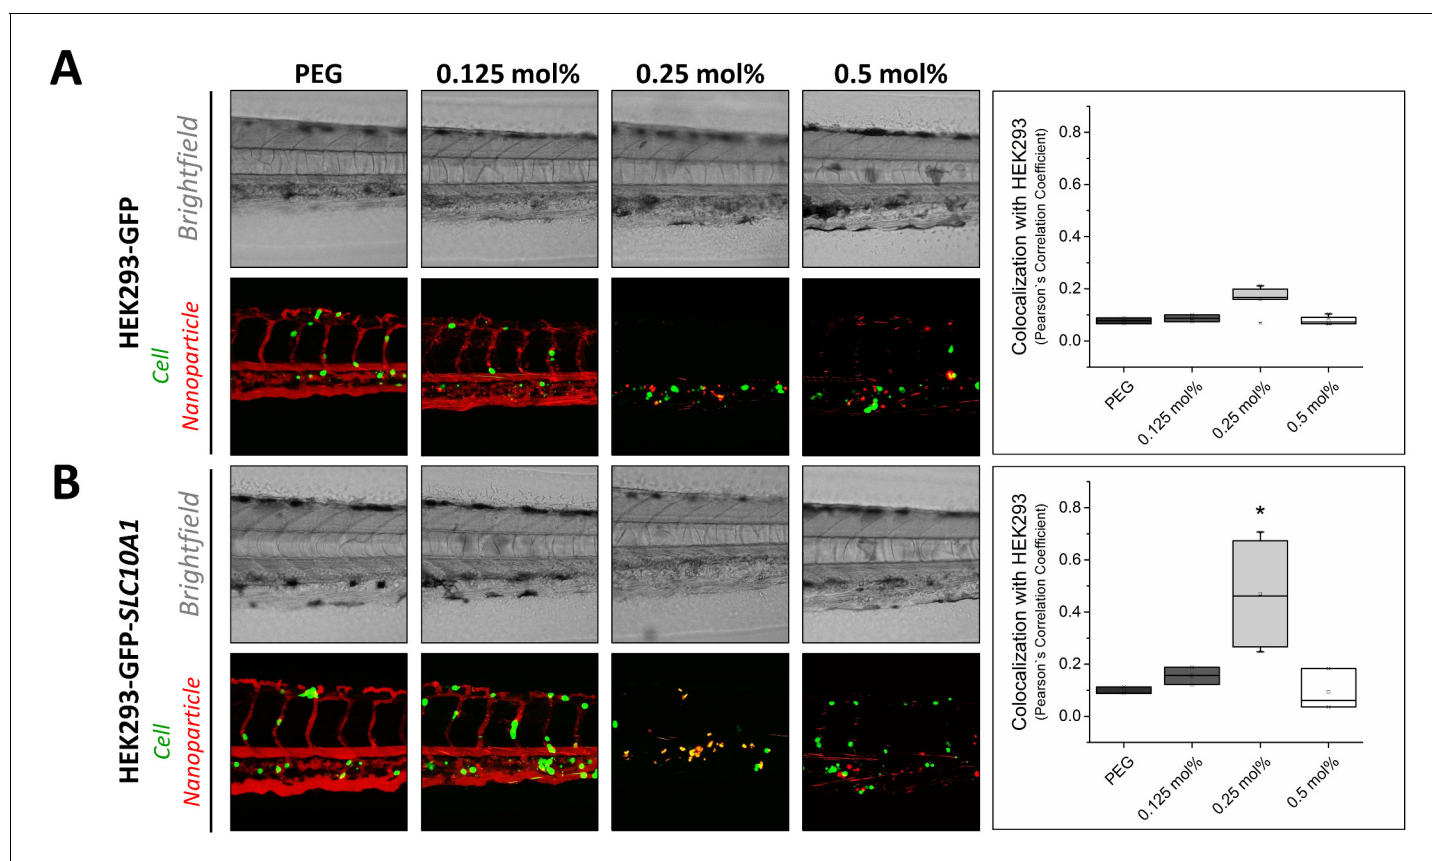 A
PEG
0.125 mol%
0.25 mol%
0.5 mol%
HEK293-GFP
Brightfield
Cell
Nanoparticle
Colocalization with HEK293
(Pearson`s Correlation Coefficient)
0.8
0.6
0.4
0.2
0.0
PEG
0.125 mol%
0.25 mol%
0.5 mol%
B
HEK293-GFP-SLC10A1
Brightfield
Cell
Nanoparticle
Colocalization with HEK293
(Pearson`s Correlation Coefficient)
0.8
0.6
0.4
0.2
0.0
*
PEG
0.125 mol%
0.25 mol%
0.5 mol%